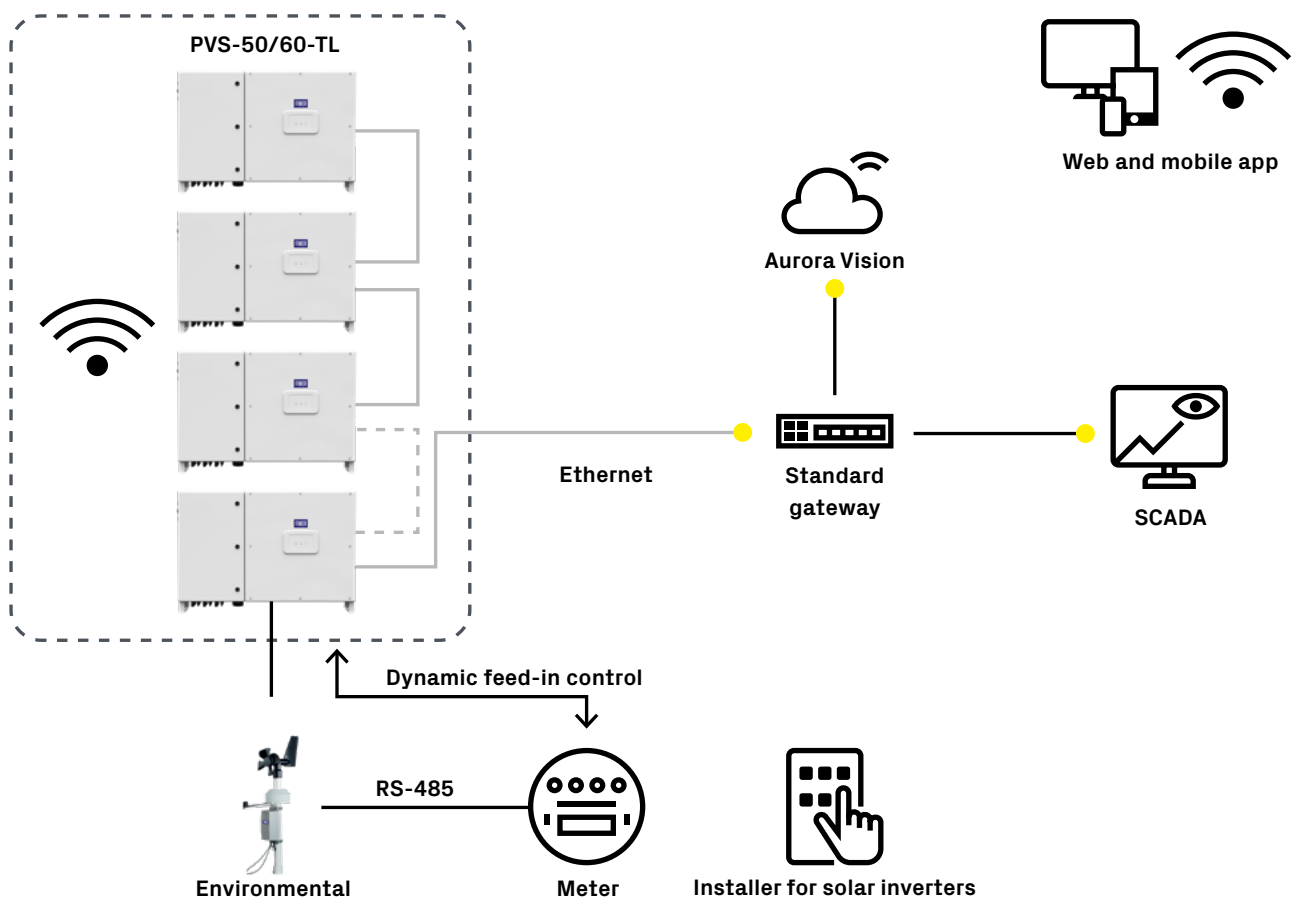 PVS-50/60-TL
Web and mobile app
Aurora Vision
Ethernet
Standard
gateway
SCADA
Dynamic feed-in control
RS-485
Environmental
Meter
Installer for solar inverters